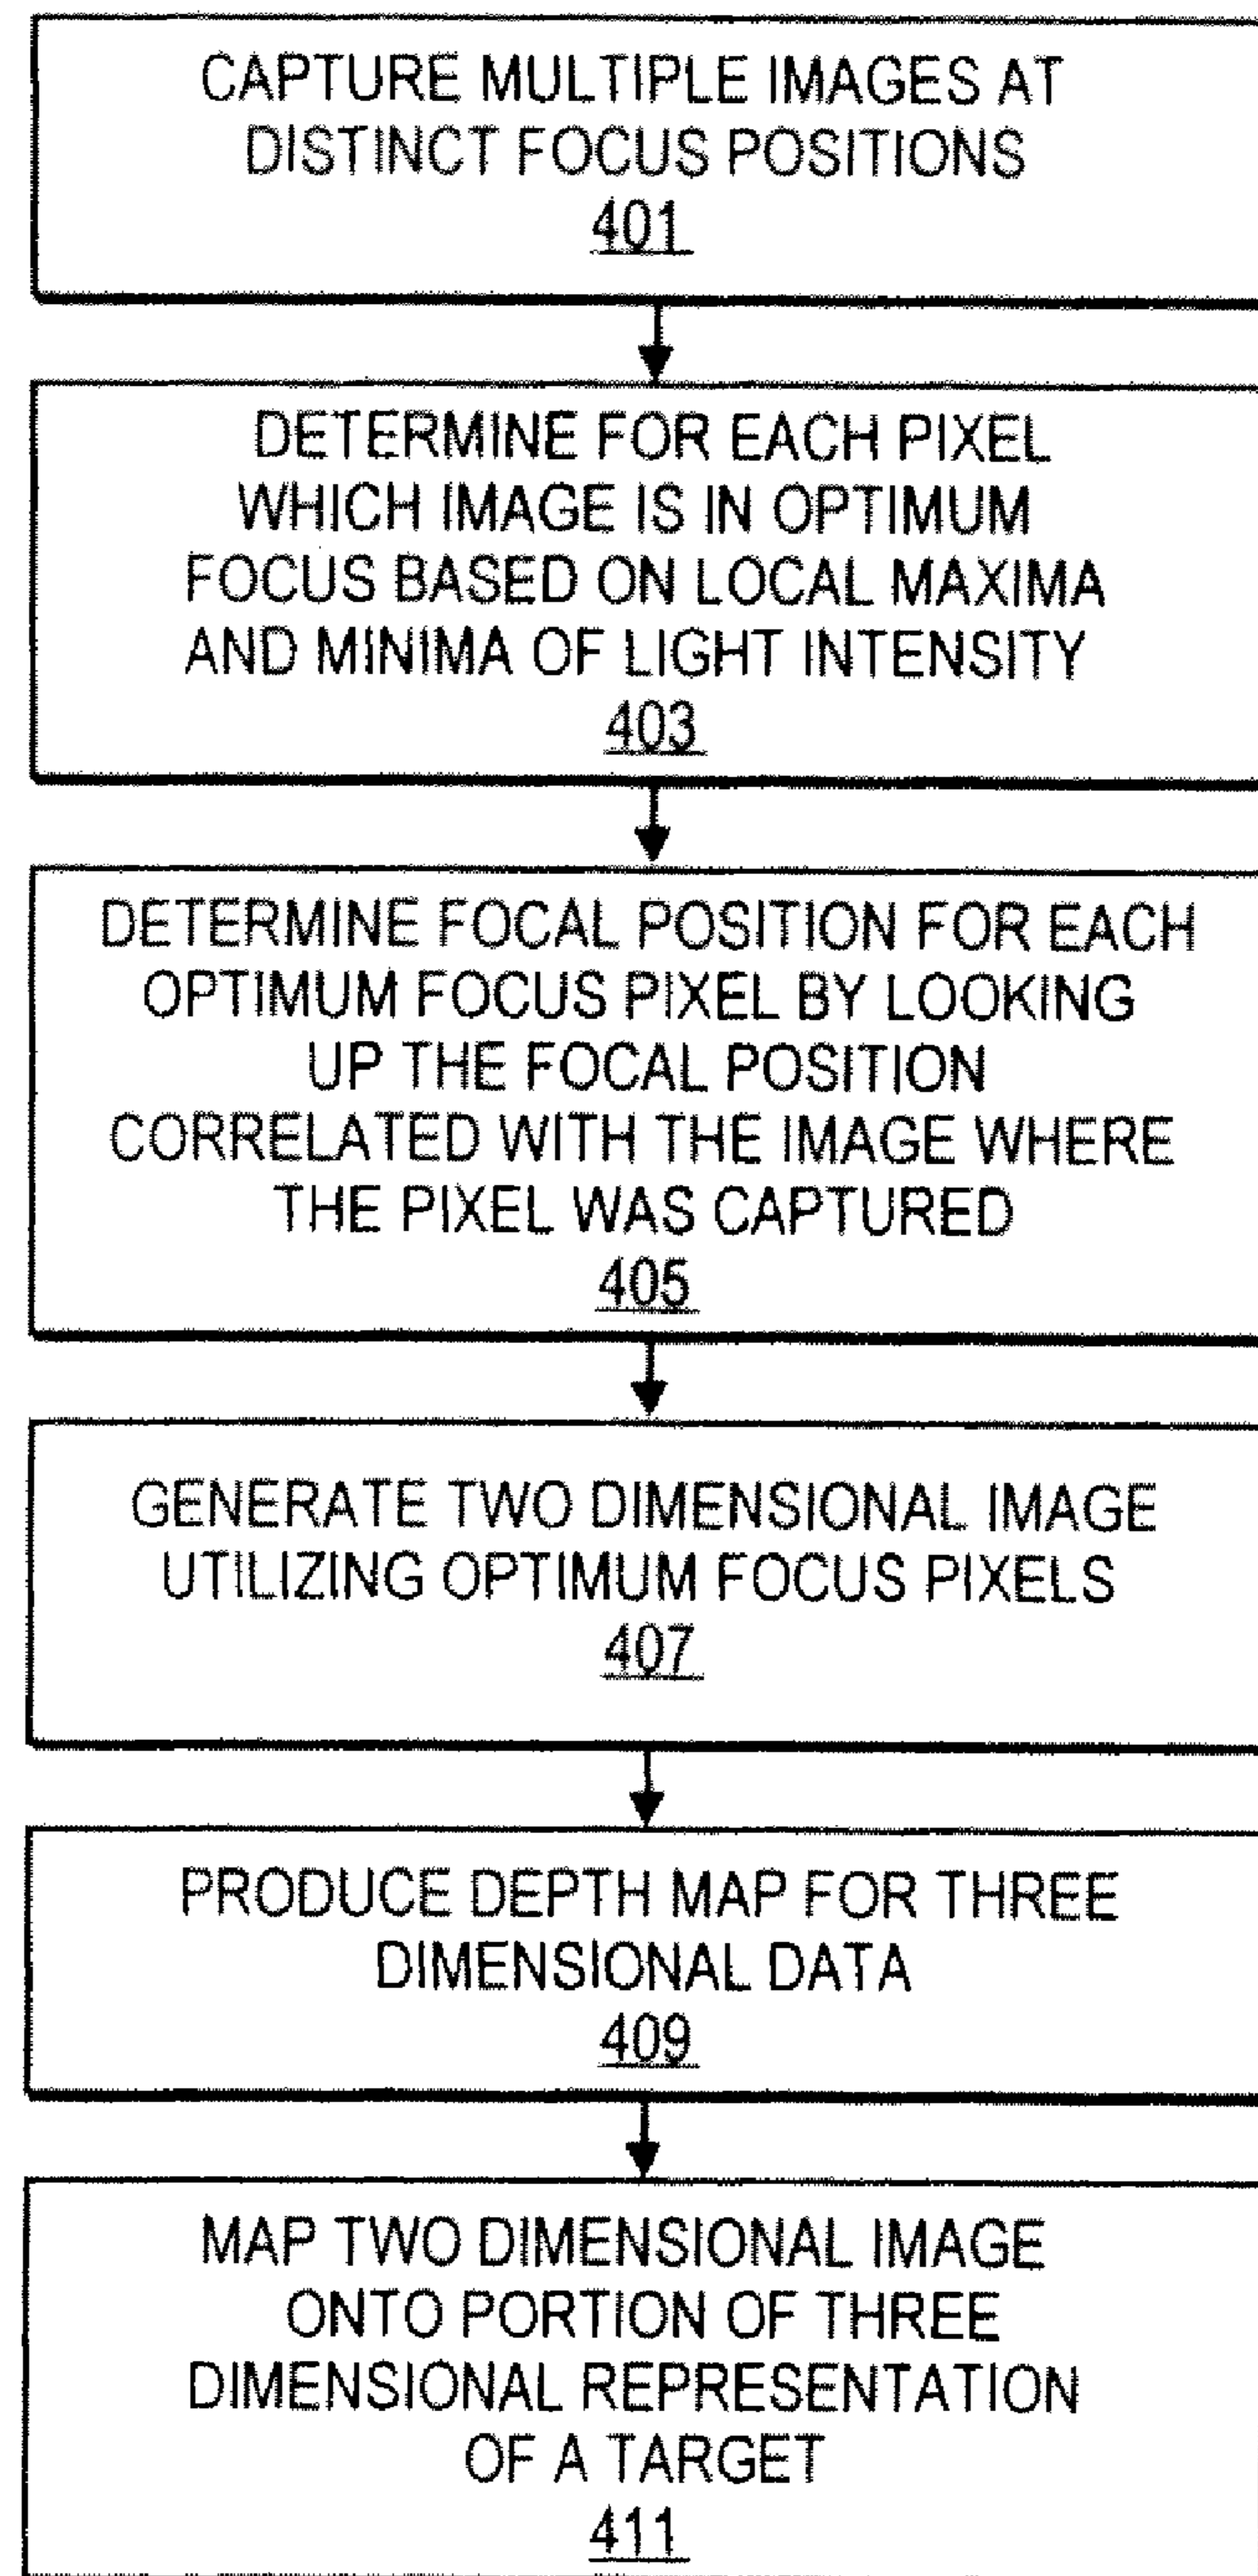 CAPTURE MULTIPLE IMAGES AT
DISTINCT FOCUS POSITIONS
401
DETERMINE FOR EACH PIXEL
WHICH IMAGE IS IN OPTIMUM
FOCUS BASED ON LOCAL MAXIMA
AND MINIMA OF LIGHT INTENSITY
403
DETERMINE FOCAL POSITION FOR EACH
OPTIMUM FOCUS PIXEL BY LOOKING
UP THE FOCAL POSITION
CORRELATED WITH THE IMAGE WHERE
THE PIXEL WAS CAPTURED
405
GENERATE TWO DIMENSIONAL IMAGE
UTILIZING OPTIMUM FOCUS PIXELS
407
PRODUCE DEPTH MAP FOR THREE
DIMENSIONAL DATA
409
MAP TWO DIMENSIONAL IMAGE
ONTO PORTION OF THREE
DIMENSIONAL REPRESENTATION
OF A TARGET
411